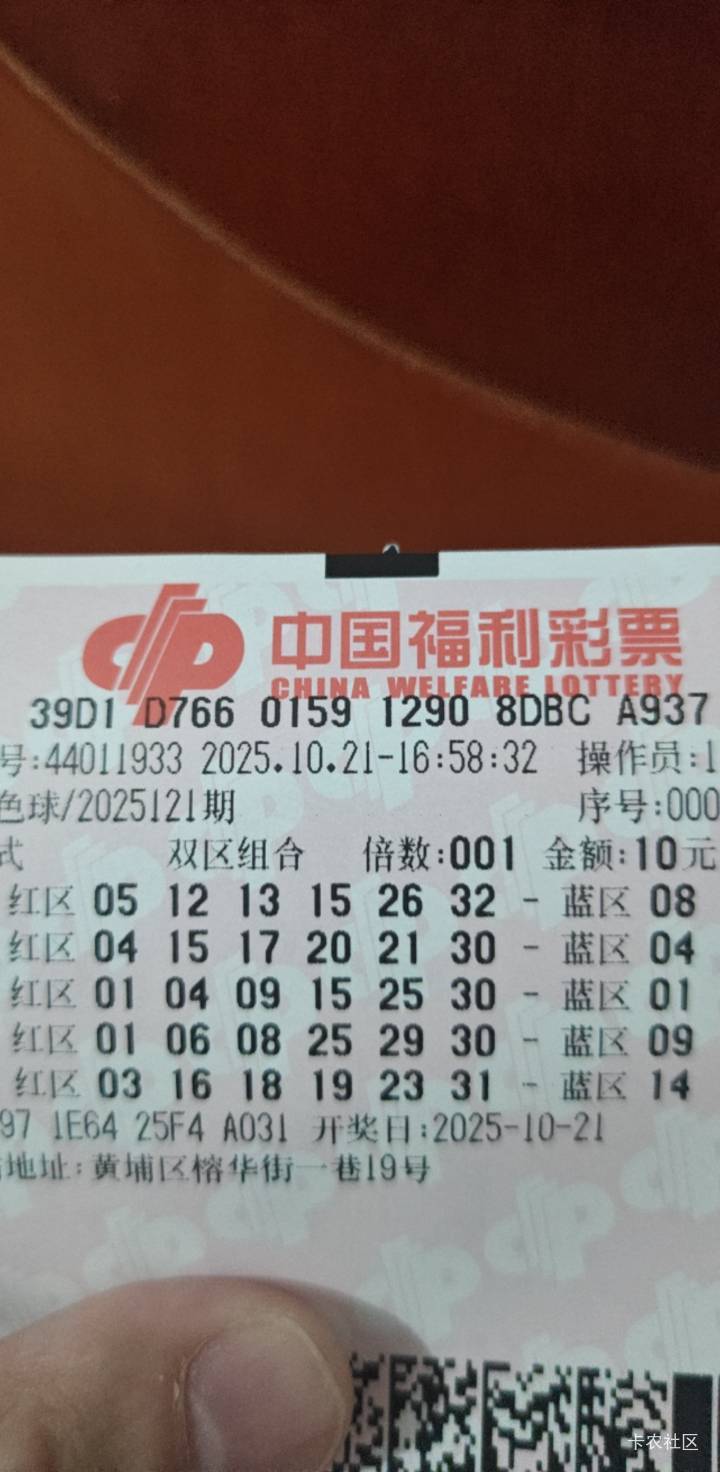 中国福利彩票
CHINA WELFARE LOTTERY
39D1 D766 0159 1290 8DBC A937
号:44011933 2025.10.21-16:58:32 操作员:1
色球/2025121期 序号:000
式 双区组合 倍数:001 金额:10元
红区 05 12 13 15 26 32 - 蓝区 08
红区 04 15 17 20 21 30 - 蓝区 04
红区 01 04 09 15 25 30 - 蓝区 01
红区 01 06 08 25 29 30 - 蓝区 09
红区 03 16 18 19 23 31 - 蓝区 14
97 1E64 25F4 A031 开奖日:2025-10-21
地址:黄埔区榕华街一巷19号
卡农社区